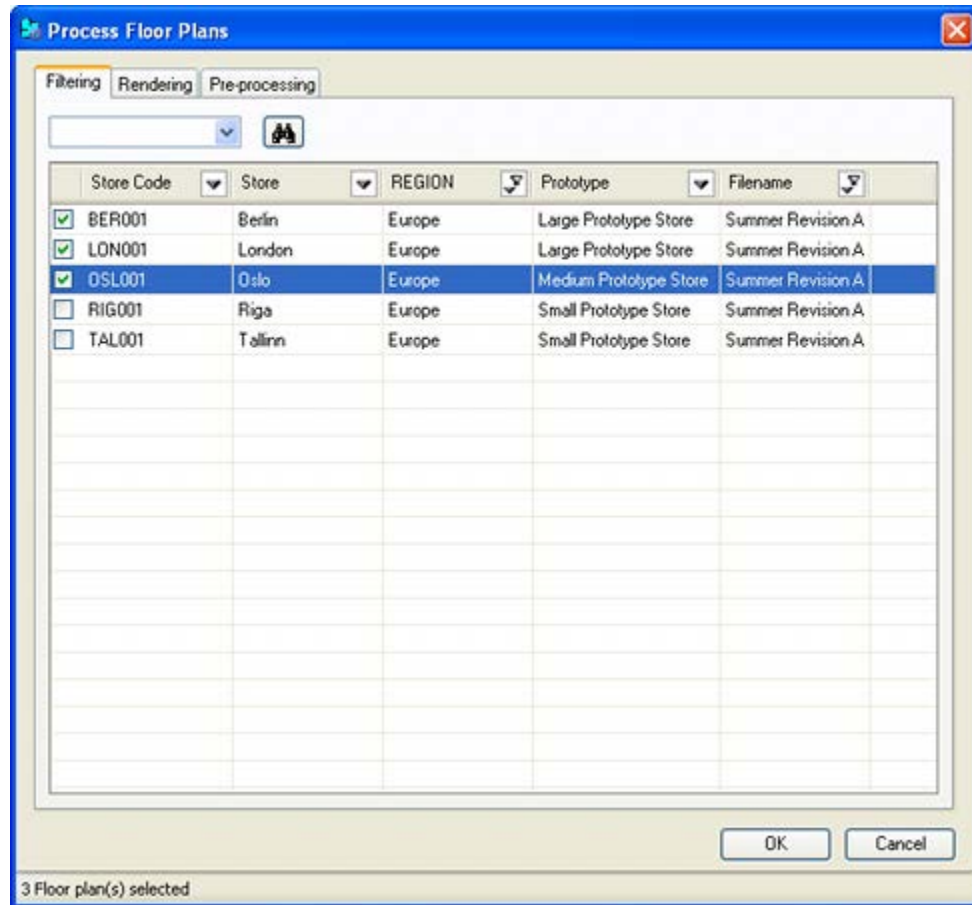 Process Floor Plans
Filtering Rendering Pre-processing
Store Code Store REGION Prototype Filename
BER001 Berlin Europe Large Prototype Store Summer Revision A
LON001 London Europe Large Prototype Store Summer Revision A
OSL001 Oslo Europe Medium Prototype Store Summer Revision A
RIG001 Riga Europe Small Prototype Store Summer Revision A
TAL001 Tallinn Europe Small Prototype Store Summer Revision A
OK Cancel
3 Floor plan(s) selected